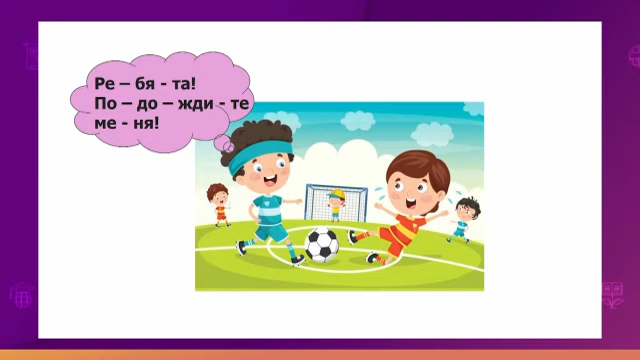 Ре – бя - та!
По – до – жди - те
ме - ня!